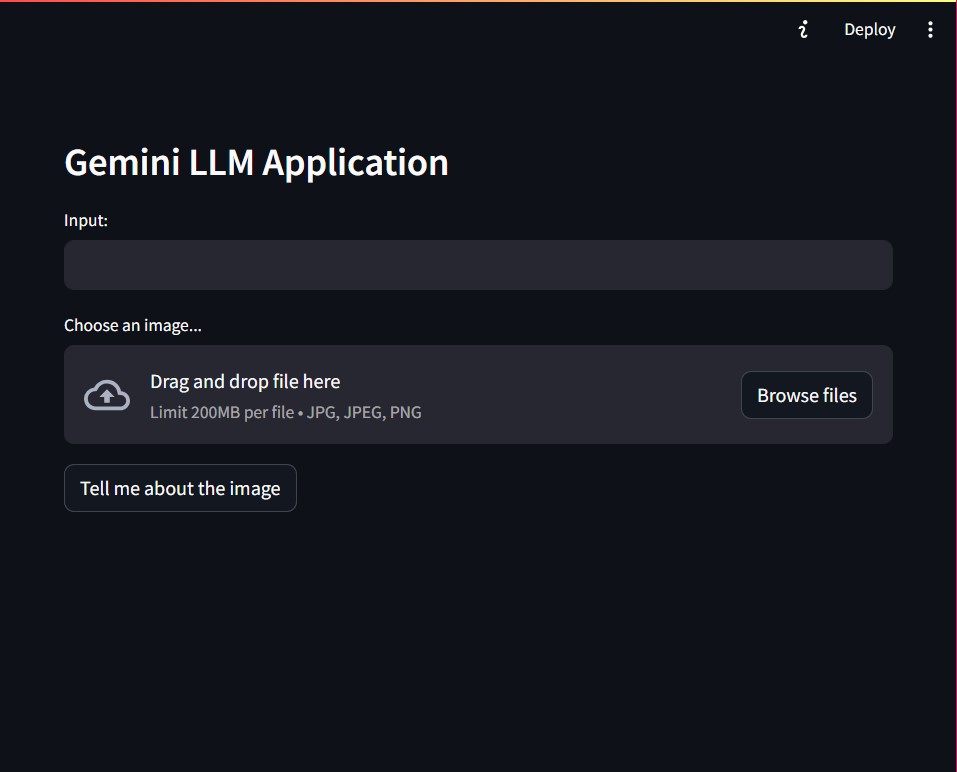 Deploy
Gemini LLM Application
Input:
Choose an image...
Drag and drop file here
Limit 200MB per file • JPG, JPEG, PNG
Browse files
Tell me about the image